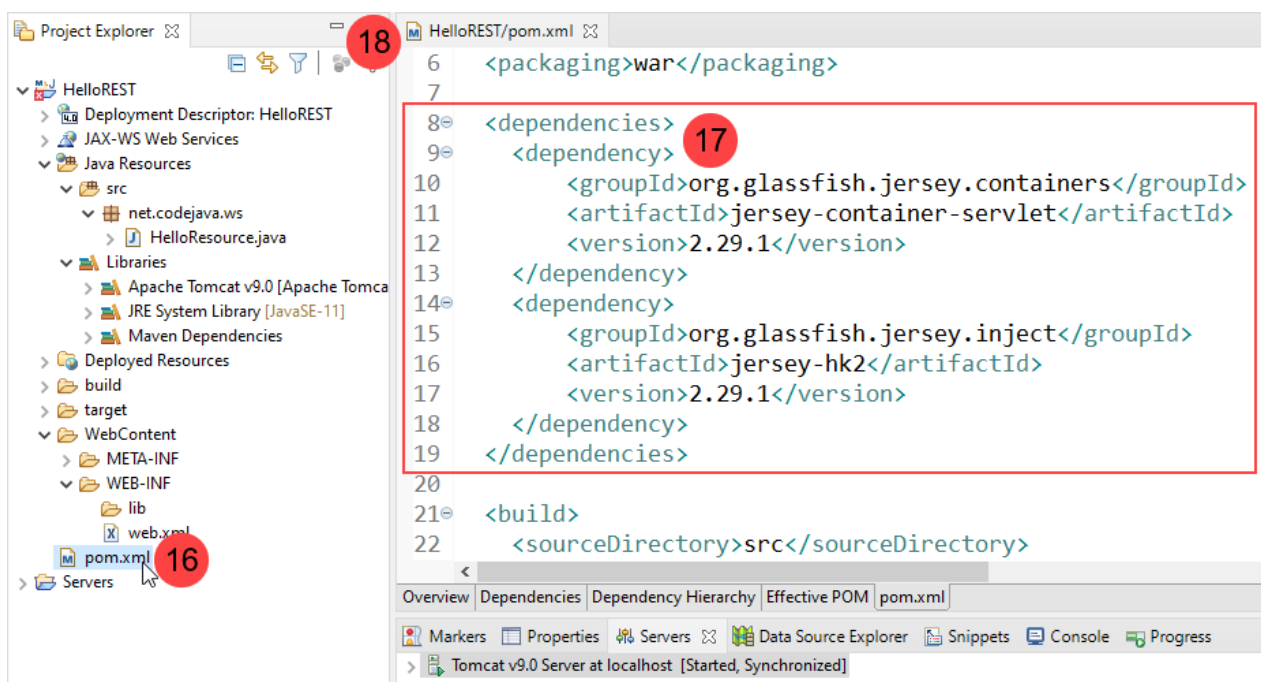 Project Explorer
18
HelloREST
Deployment Descriptor: HelloREST
JAX-WS Web Services
Java Resources
src
net.codejava.ws
HelloResource.java
Libraries
Apache Tomcat v9.0 [Apache Tomca
JRE System Library [JavaSE-11]
Maven Dependencies
Deployed Resources
build
target
WebContent
META-INF
WEB-INF
lib
web.xml
pom.xml 16
Servers
HelloREST/pom.xml
6 <packaging>war</packaging>
7
8 <dependencies>
17
9 <dependency>
10 <groupId>org.glassfish.jersey.containers</groupId>
11 <artifactId>jersey-container-servlet</artifactId>
12 <version>2.29.1</version>
13 </dependency>
14 <dependency>
15 <groupId>org.glassfish.jersey.inject</groupId>
16 <artifactId>jersey-hk2</artifactId>
17 <version>2.29.1</version>
18 </dependency>
19 </dependencies>
20
21 <build>
22 <sourceDirectory>src</sourceDirectory>
Overview Dependencies Dependency Hierarchy Effective POM pom.xml
Markers Properties Servers Data Source Explorer Snippets Console Progress
Tomcat v9.0 Server at localhost [Started, Synchronized]